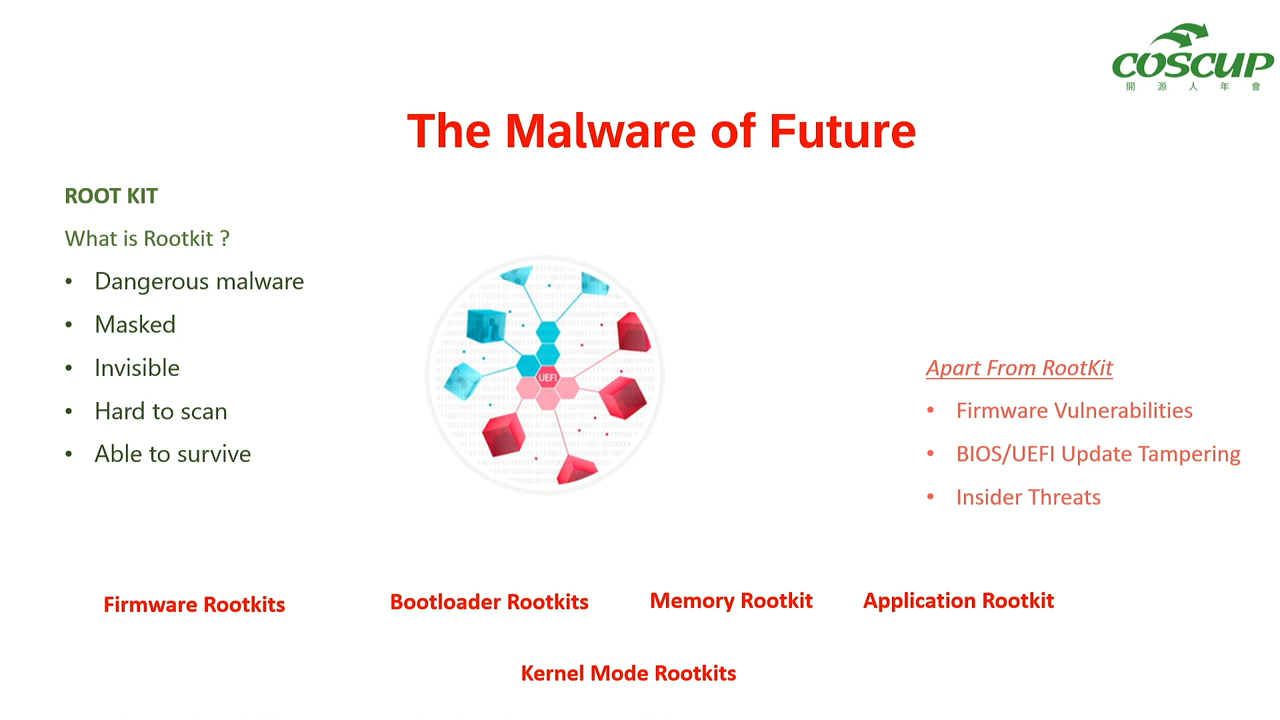 COSCUP
開源人年會
The Malware of Future
ROOT KIT
What is Rootkit ?
• Dangerous malware
• Masked
• Invisible
• Hard to scan
• Able to survive
UEFI
Apart From RootKit
• Firmware Vulnerabilities
• BIOS/UEFI Update Tampering
• Insider Threats
Firmware Rootkits
Bootloader Rootkits
Memory Rootkit
Application Rootkit
Kernel Mode Rootkits